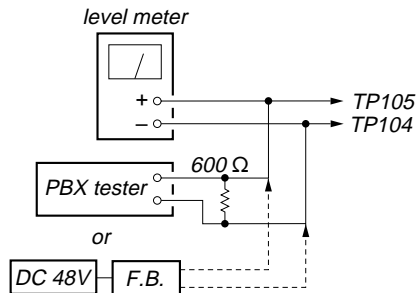 level meter
+
TP105
–
TP104
600 Ω
PBX tester
or
DC 48V
F.B.